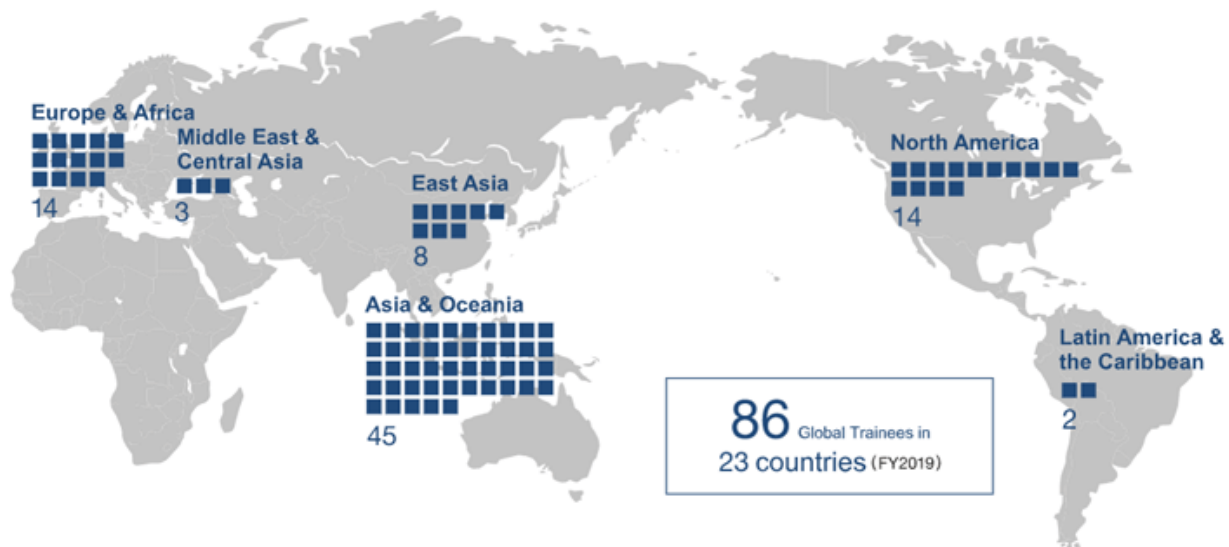 Europe & Africa
14
Middle East &
Central Asia
3
East Asia
8
Asia & Oceania
45
North America
14
Latin America &
the Caribbean
2
86 Global Trainees in
23 countries (FY2019)